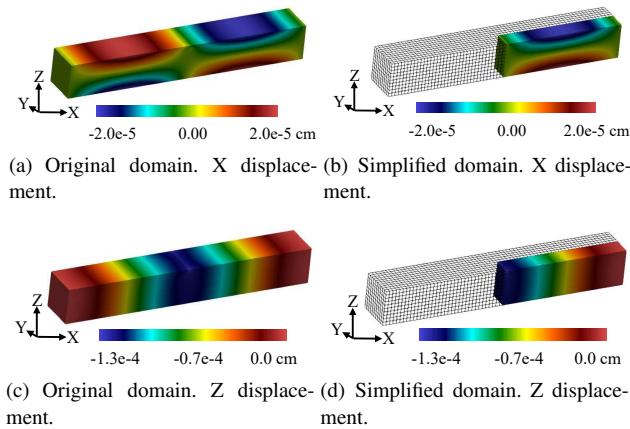 Z
Y
X
-2.0e-5 0.00 2.0e-5 cm
(a) Original domain. X displace-
ment.
Z
Y
X
-2.0e-5 0.00 2.0e-5 cm
(b) Simplified domain. X displace-
ment.
Z
Y
X
-1.3e-4 -0.7e-4 0.0 cm
(c) Original domain. Z displace-
ment.
Z
Y
X
-1.3e-4 -0.7e-4 0.0 cm
(d) Simplified domain. Z displace-
ment.